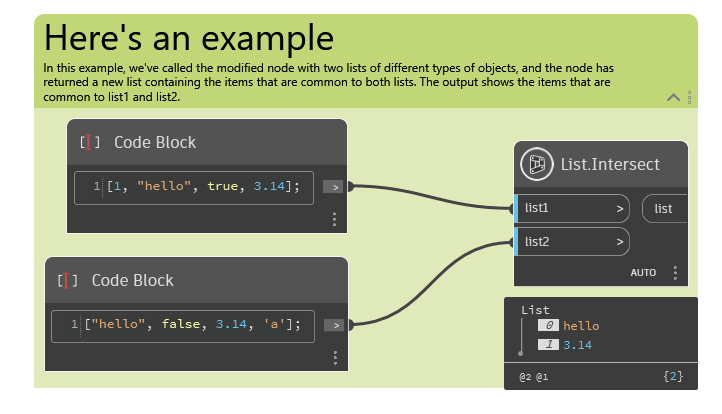 Here's an example
In this example, we've called the modified node with two lists of different types of objects, and the node has
returned a new list containing the items that are common to both lists. The output shows the items that are
common to list1 and list2.
[ ] Code Block
1 [1, "hello", true, 3.14];
>
List.Intersect
list1 >
list
list2 >
AUTO
[ ] Code Block
1 ["hello", false, 3.14, 'a'];
>
List
0 hello
1 3.14
@2 @1
{2}